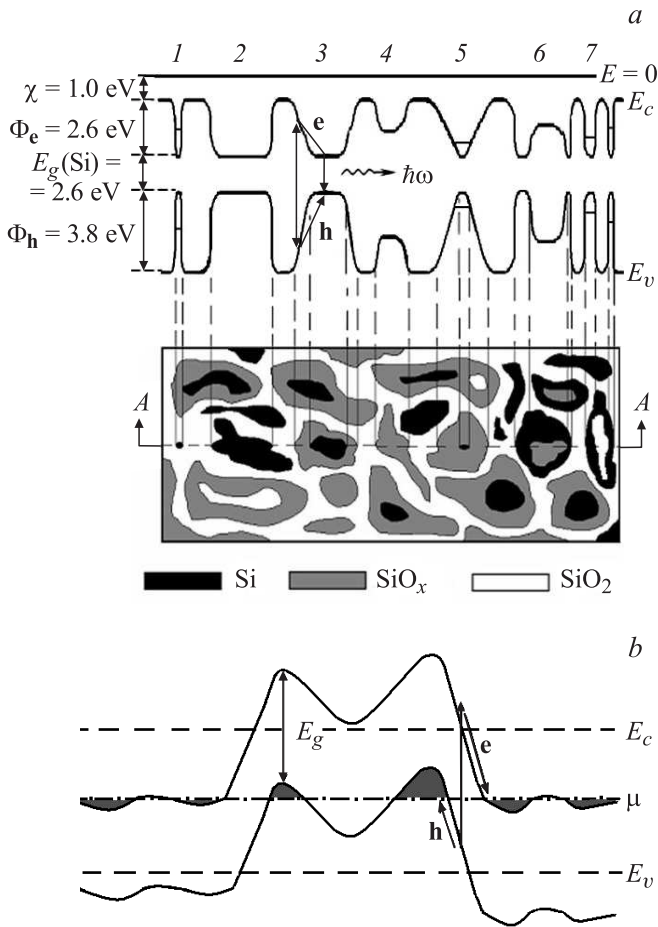 a
1 2 3 4 5 6 7
E = 0
χ = 1.0 eV
E_c
Φ_e = 2.6 eV
e
E_g(Si) =
= 2.6 eV
ħω
Φ_h = 3.8 eV
h
E_v
A A
Si SiO_x SiO_2
b
E_g
E_c
e
μ
h
E_v